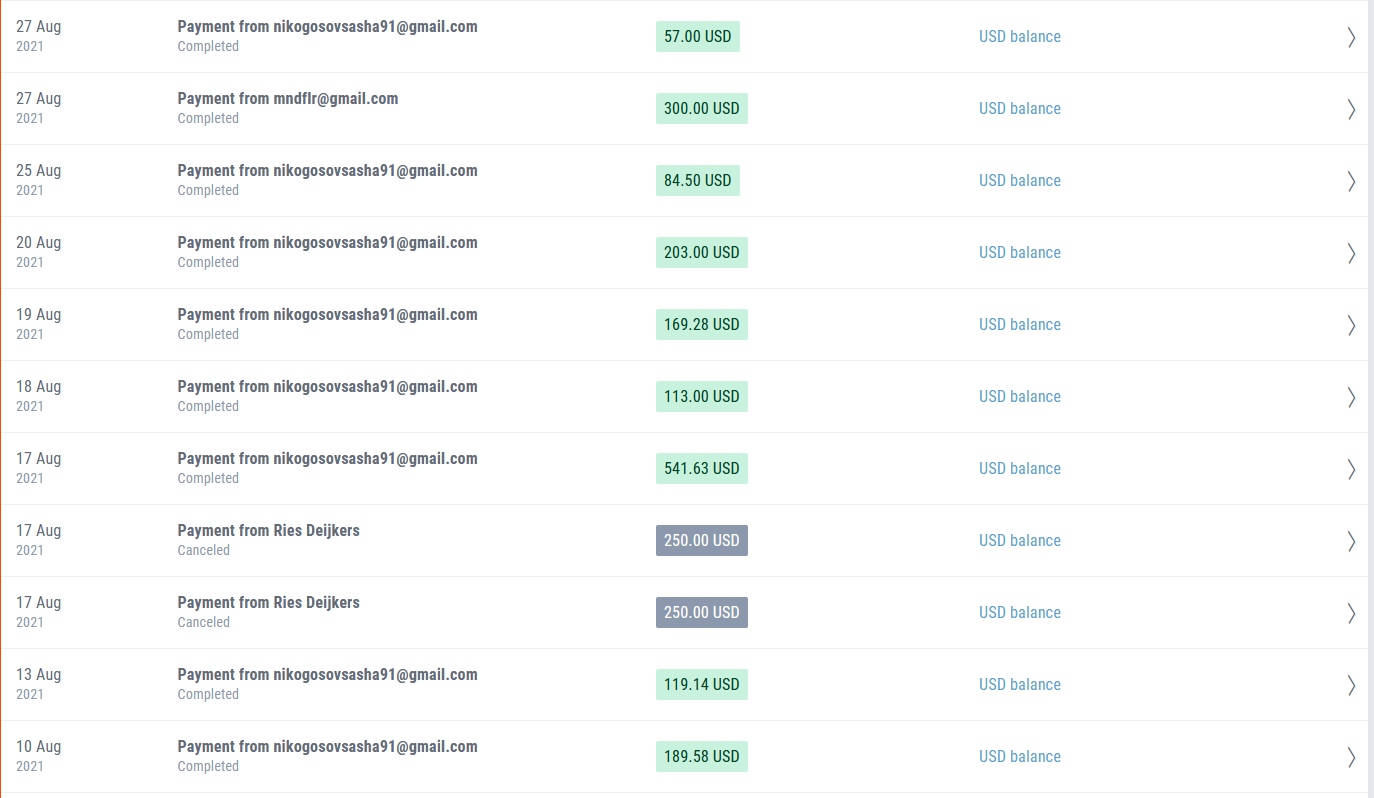 27 Aug
2021
Payment from nikogosovsasha91@gmail.com
Completed
57.00 USD
USD balance
27 Aug
2021
Payment from mndflr@gmail.com
Completed
300.00 USD
USD balance
25 Aug
2021
Payment from nikogosovsasha91@gmail.com
Completed
84.50 USD
USD balance
20 Aug
2021
Payment from nikogosovsasha91@gmail.com
Completed
203.00 USD
USD balance
19 Aug
2021
Payment from nikogosovsasha91@gmail.com
Completed
169.28 USD
USD balance
18 Aug
2021
Payment from nikogosovsasha91@gmail.com
Completed
113.00 USD
USD balance
17 Aug
2021
Payment from nikogosovsasha91@gmail.com
Completed
541.63 USD
USD balance
17 Aug
2021
Payment from Ries Deijkers
Canceled
250.00 USD
USD balance
17 Aug
2021
Payment from Ries Deijkers
Canceled
250.00 USD
USD balance
13 Aug
2021
Payment from nikogosovsasha91@gmail.com
Completed
119.14 USD
USD balance
10 Aug
2021
Payment from nikogosovsasha91@gmail.com
Completed
189.58 USD
USD balance